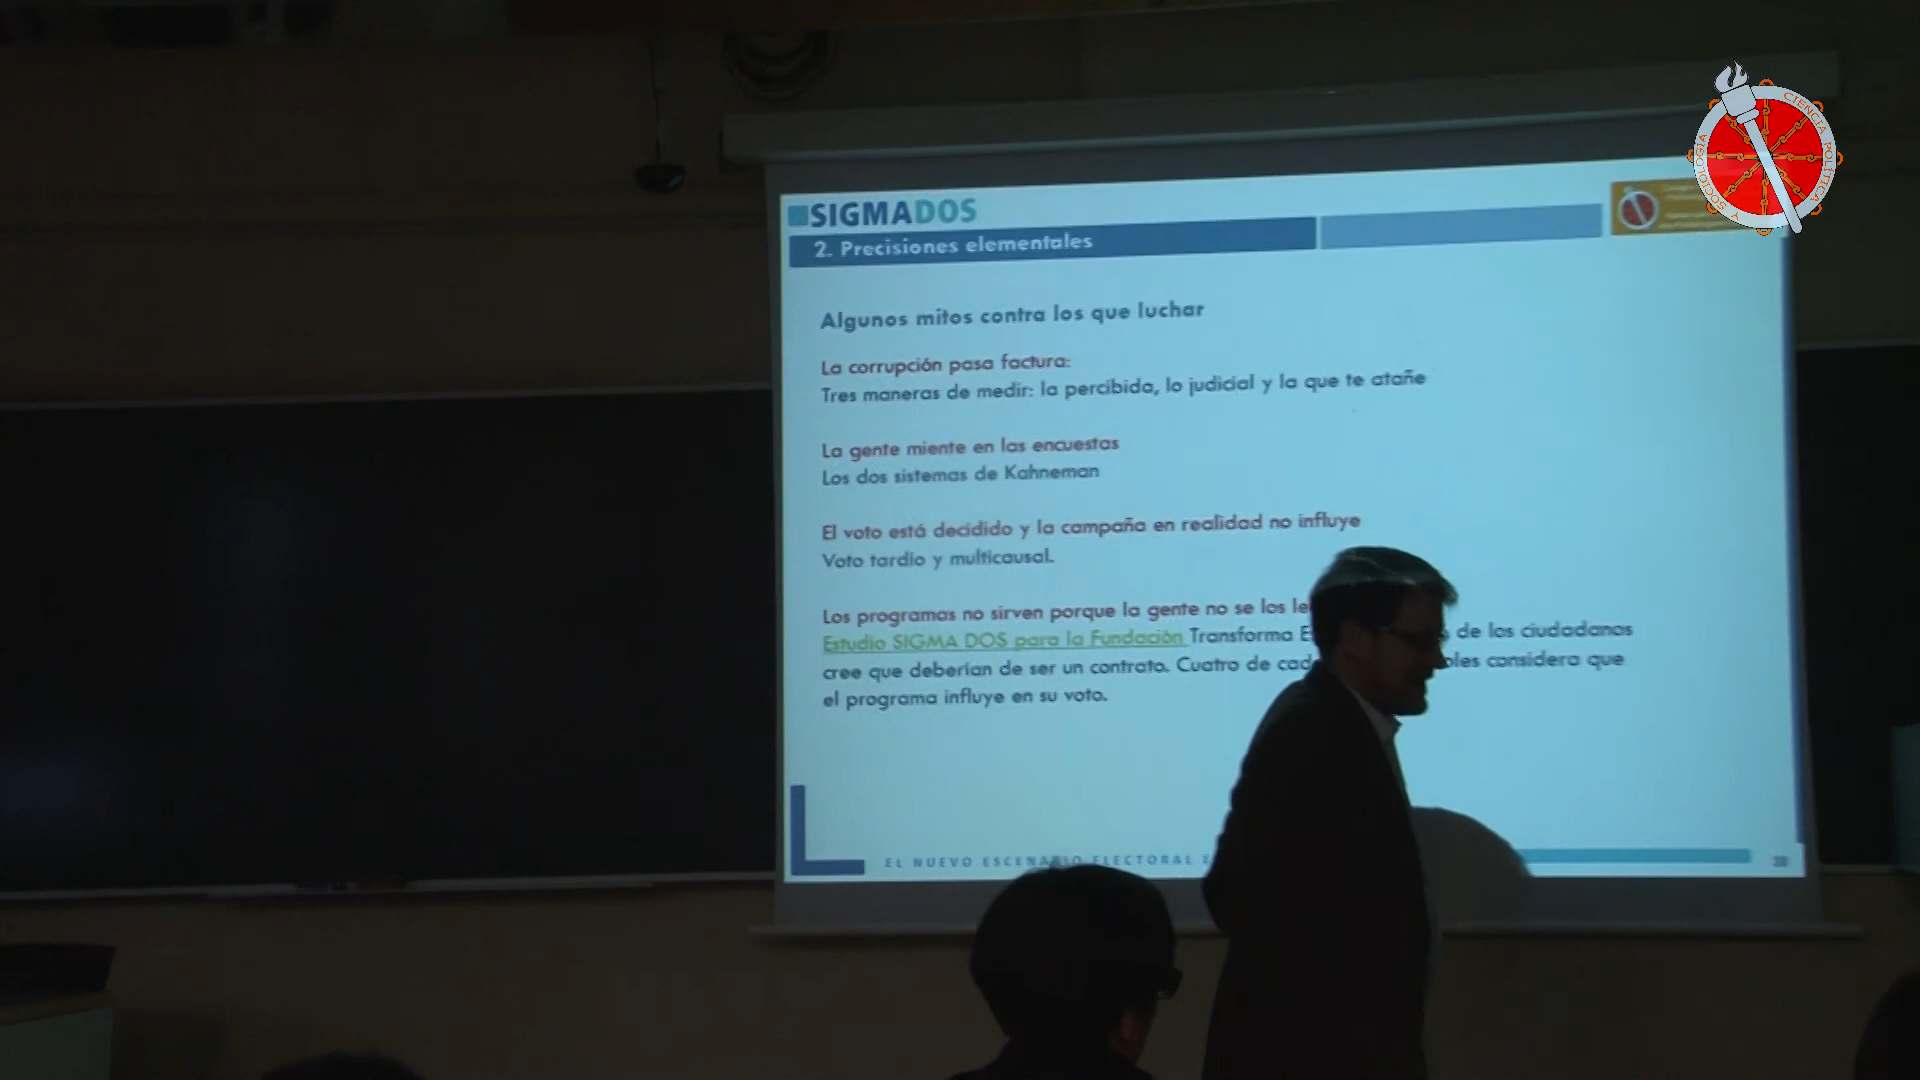 CIENCIA POLÍTICA
Y SOCIOLOGÍA
SIGMADOS
2. Precisiones elementales
Algunos mitos contra los que luchar
La corrupción pasa factura:
Tres maneras de medir: la percibida, lo judicial y la que te atañe
La gente miente en las encuestas
Los dos sistemas de Kahneman
El voto está decidido y la campaña en realidad no influye
Voto tardío y multicausal.
Los programas no sirven porque la gente no se los
Estudio SIGMA DOS para la Fundación Transforma de los ciudadanos
cree que deberían de ser un contrato. Cuatro de considera que
el programa influye en su voto.
EL NUEVO ESCENARIO ELECTORAL